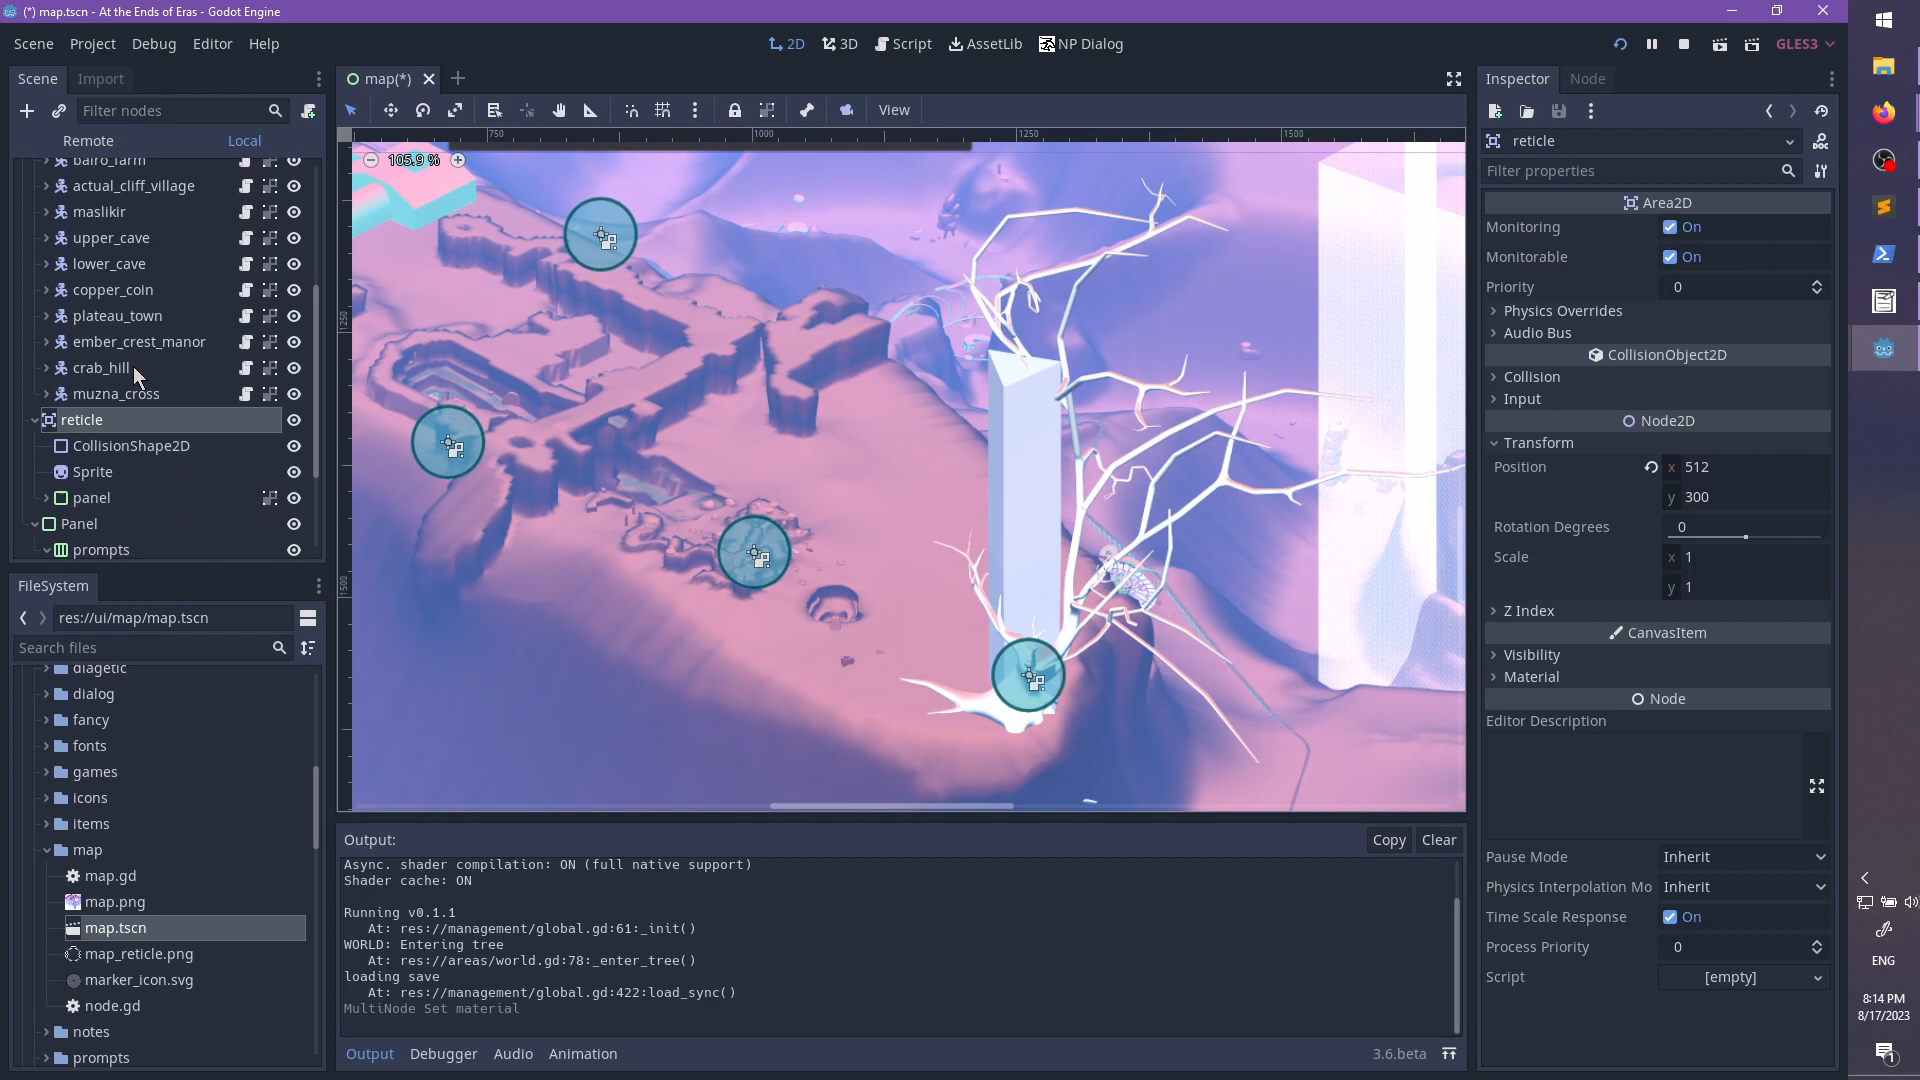 (*) map.tscn - At the Ends of Eras - Godot Engine
Scene Project Debug Editor Help
2D 3D Script AssetLib NP Dialog
GLES3
Scene Import
map(*)
Inspector Node
Filter nodes
View
Remote Local
reticle
Filter properties
750 1000 1250 1500
105.9 %
1250
1500
bairo_farm
actual_cliff_village
maslikir
upper_cave
lower_cave
copper_coin
plateau_town
ember_crest_manor
crab_hill
muzna_cross
reticle
CollisionShape2D
Sprite
panel
Panel
prompts
FileSystem
res://ui/map/map.tscn
Search files
diagetic
dialog
fancy
fonts
games
icons
items
map
map.gd
map.png
map.tscn
map_reticle.png
marker_icon.svg
node.gd
notes
prompts
Output:
Copy Clear
Async. shader compilation: ON (full native support)
Shader cache: ON
Running v0.1.1
At: res://management/global.gd:61:_init()
WORLD: Entering tree
At: res://areas/world.gd:78:_enter_tree()
loading save
At: res://management/global.gd:422:load_sync()
MultiNode Set material
Output Debugger Audio Animation
3.6.beta
Area2D
Monitoring On
Monitorable On
Priority 0
Physics Overrides
Audio Bus
CollisionObject2D
Collision
Input
Node2D
Transform
Position x 512
y 300
Rotation Degrees 0
Scale x 1
y 1
Z Index
CanvasItem
Visibility
Material
Node
Editor Description
Pause Mode Inherit
Physics Interpolation Mo Inherit
Time Scale Response On
Process Priority 0
Script [empty]
ENG
8:14 PM
8/17/2023
1